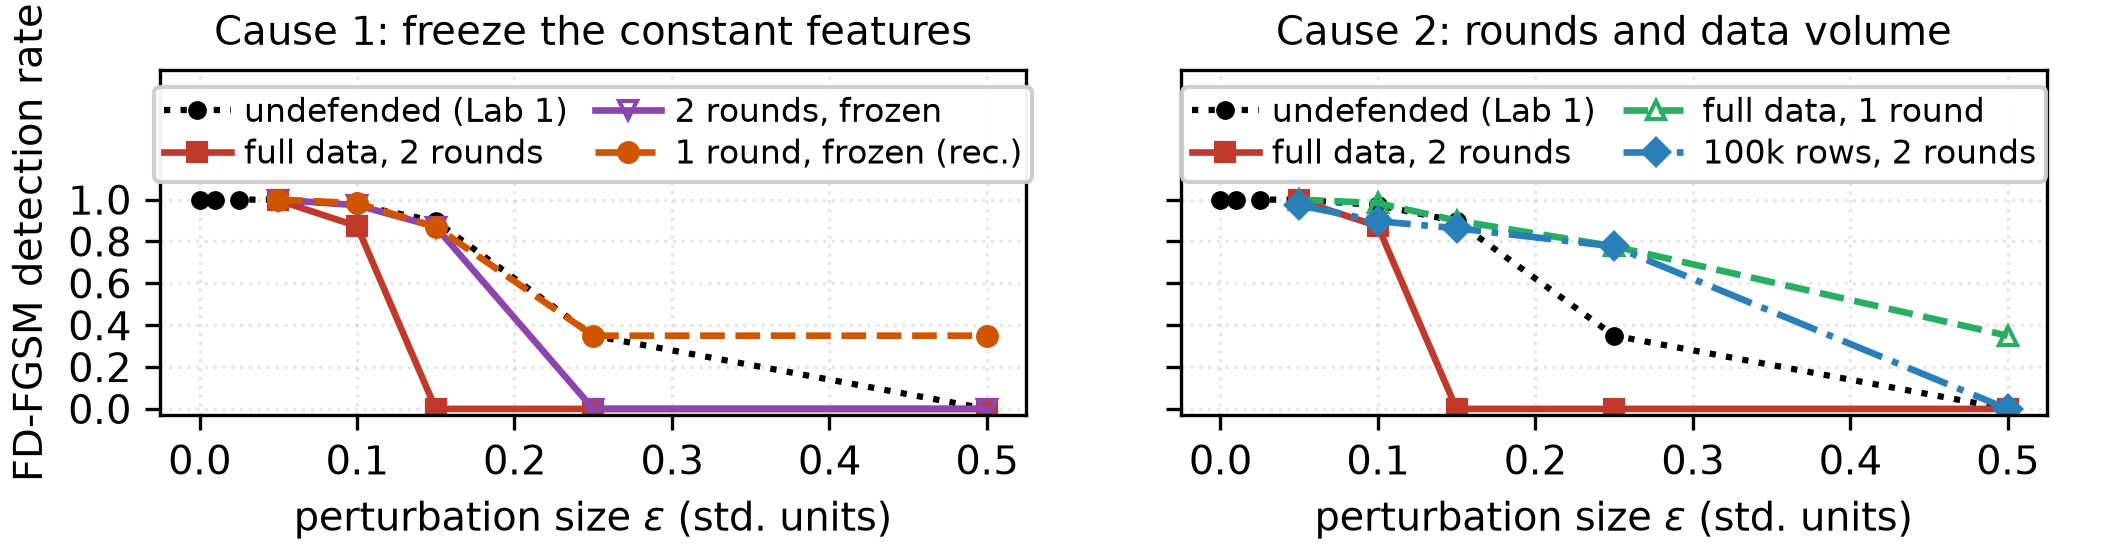 Cause 1: freeze the constant features
FD-FGSM detection rate
undefended (Lab 1)
full data, 2 rounds
2 rounds, frozen
1 round, frozen (rec.)
1.0
0.8
0.6
0.4
0.2
0.0
0.0 0.1 0.2 0.3 0.4 0.5
perturbation size ε (std. units)
Cause 2: rounds and data volume
undefended (Lab 1)
full data, 2 rounds
full data, 1 round
100k rows, 2 rounds
0.0 0.1 0.2 0.3 0.4 0.5
perturbation size ε (std. units)